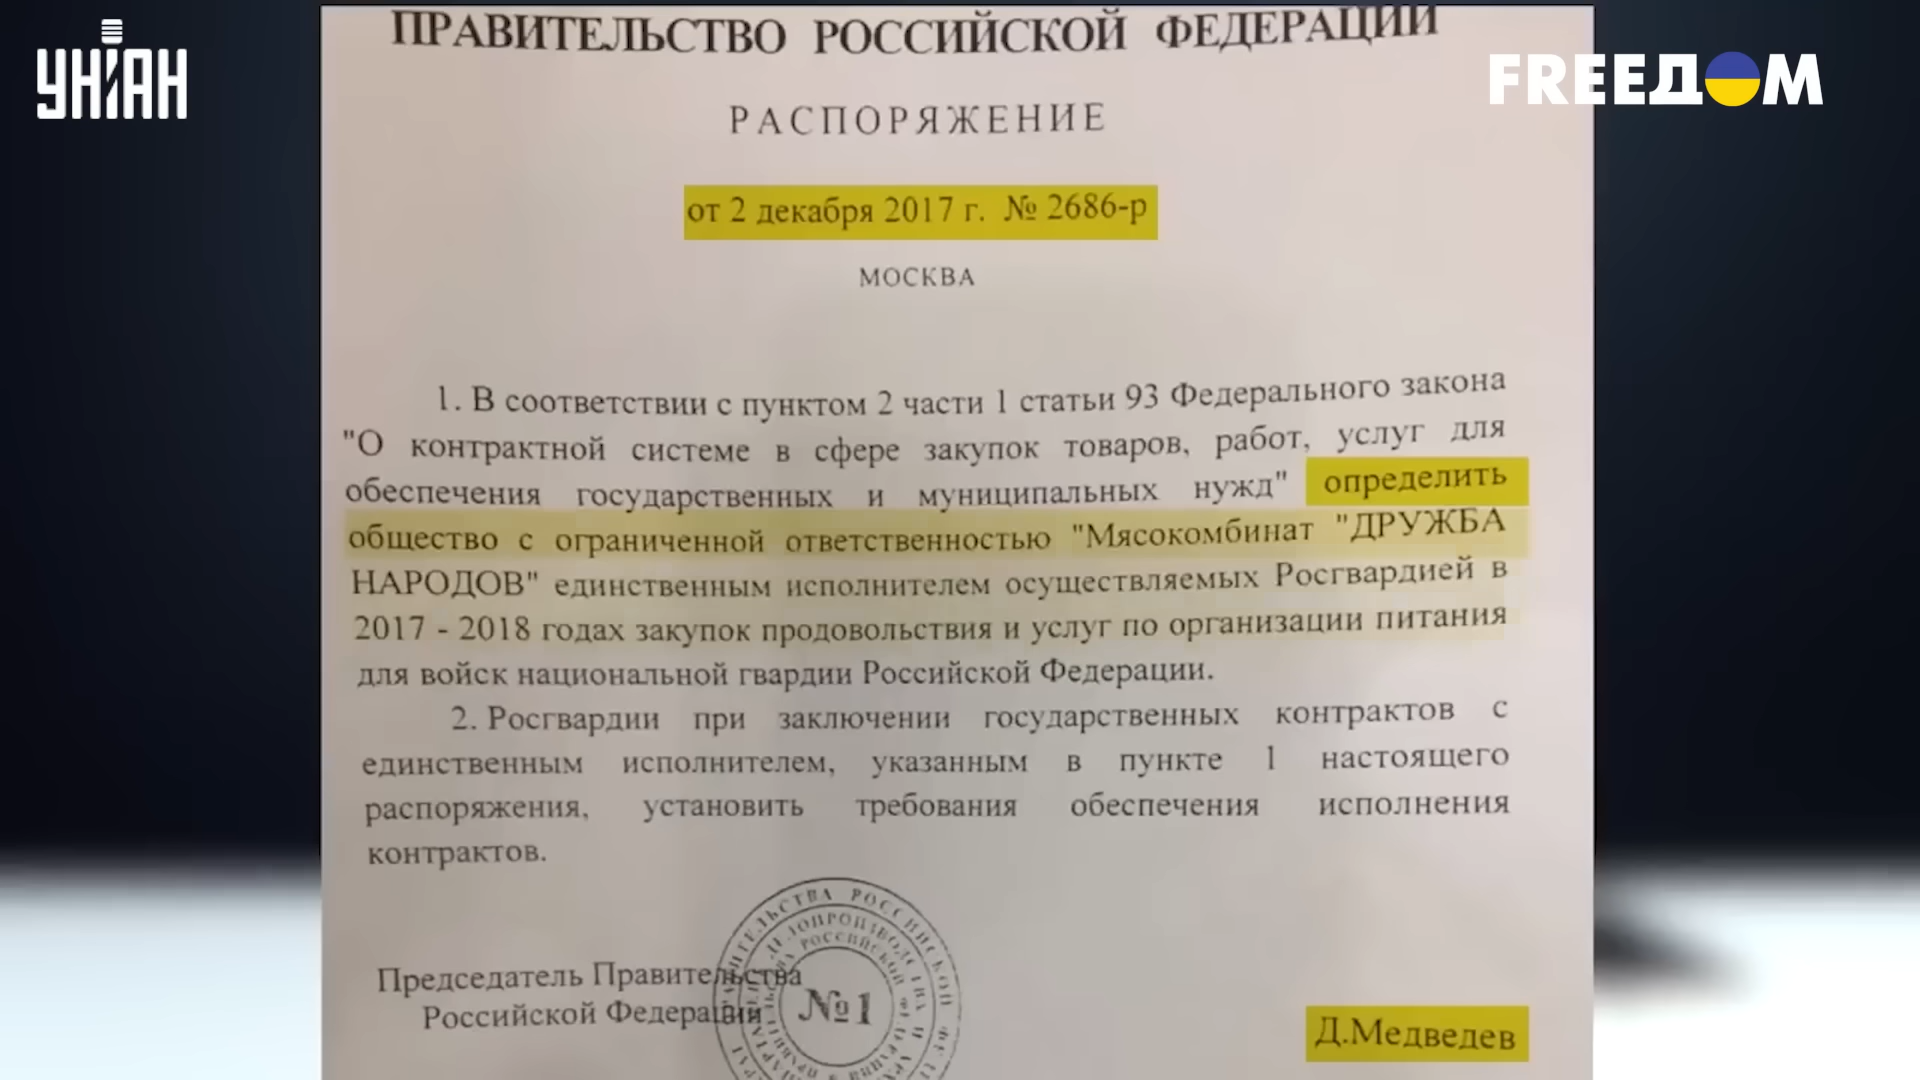 УНІАН
FREEДОМ
ПРАВИТЕЛЬСТВО РОССИЙСКОЙ ФЕДЕРАЦИИ
РАСПОРЯЖЕНИЕ
от 2 декабря 2017 г. № 2686-р
МОСКВА
1. В соответствии с пунктом 2 части 1 статьи 93 Федерального закона
"О контрактной системе в сфере закупок товаров, работ, услуг для
обеспечения государственных и муниципальных нужд" определить
общество с ограниченной ответственностью "Мясокомбинат "ДРУЖБА
НАРОДОВ" единственным исполнителем осуществляемых Росгвардией в
2017 - 2018 годах закупок продовольствия и услуг по организации питания
для войск национальной гвардии Российской Федерации.
2. Росгвардии при заключении государственных контрактов с
единственным исполнителем, указанным в пункте 1 настоящего
распоряжения, установить требования обеспечения исполнения
контрактов.
Председатель Правительства
Российской Федерации
№1
Д.Медведев